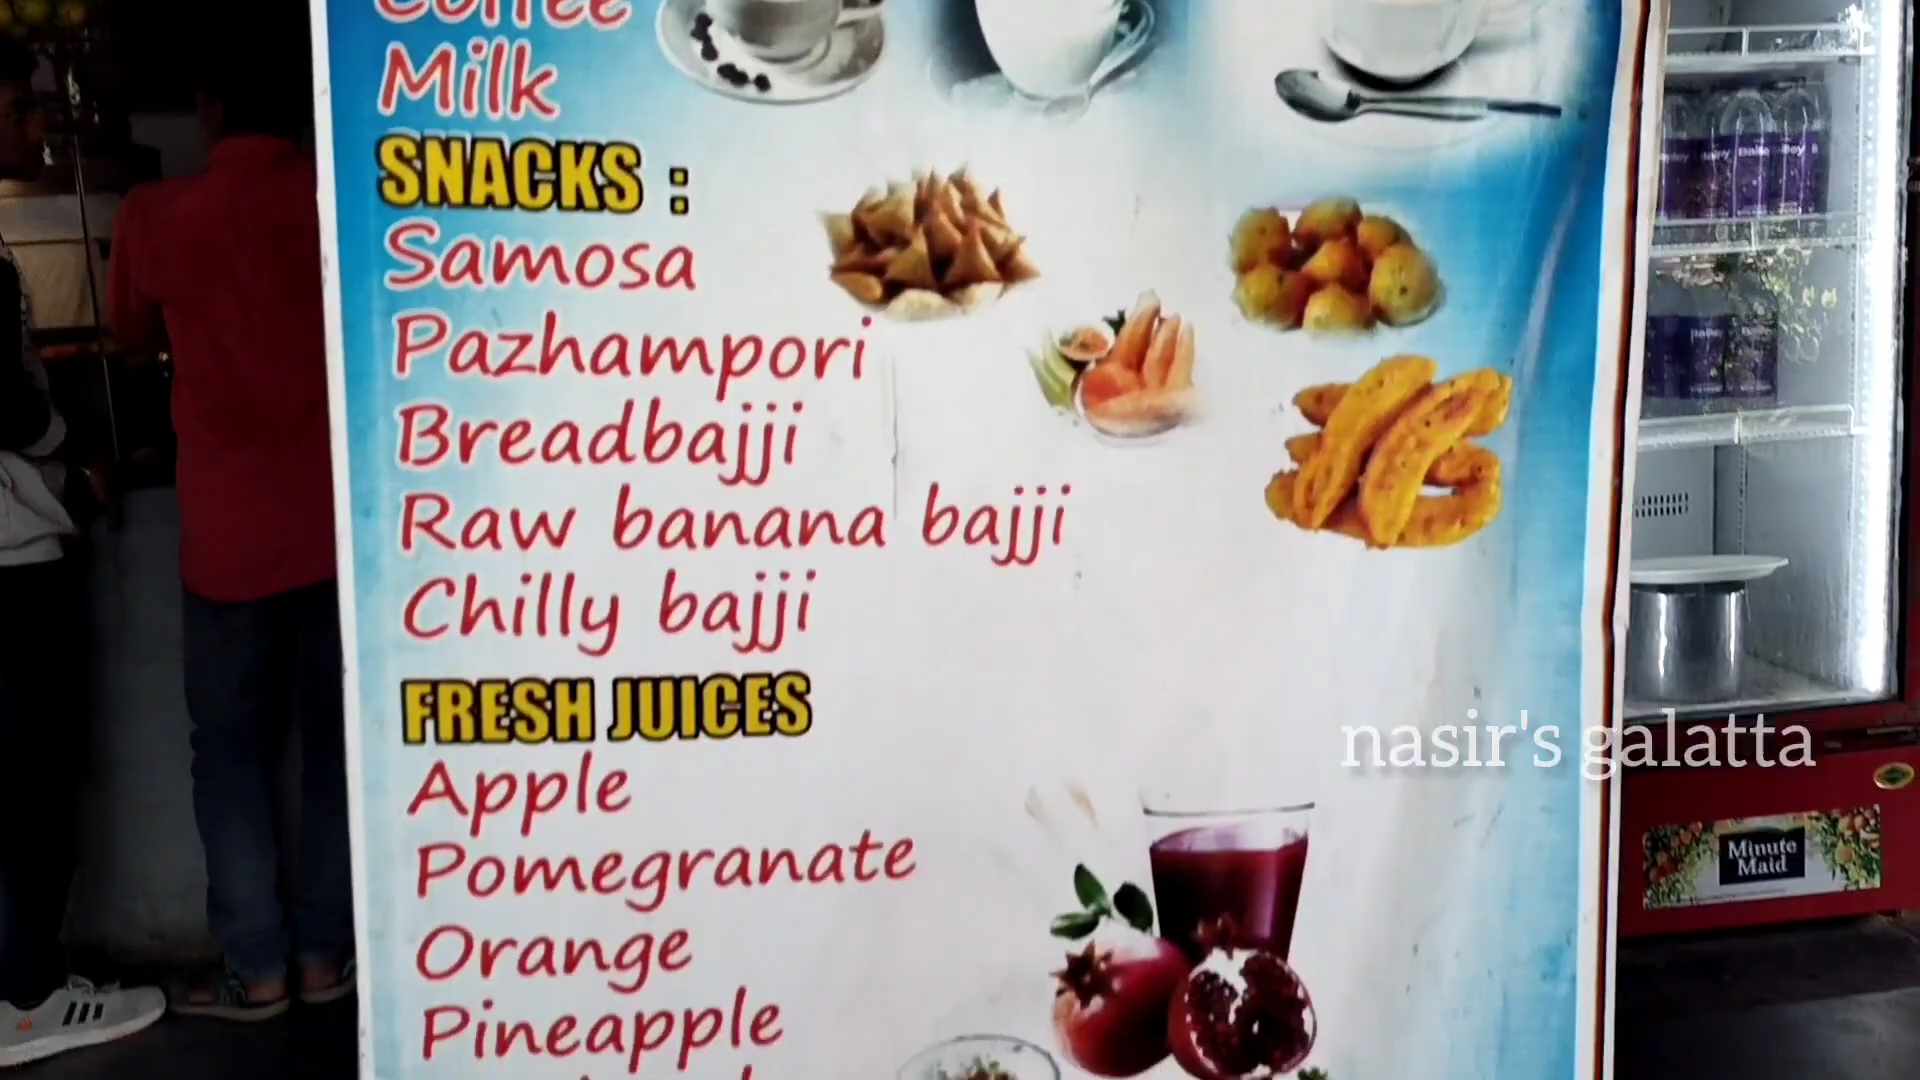 Coffee
Milk
SNACKS :
Samosa
Pazhampori
Breadbajji
Raw banana bajji
Chilly bajji
FRESH JUICES
Apple
Pomegranate
Orange
Pineapple
nasir's galatta
Minute
Maid